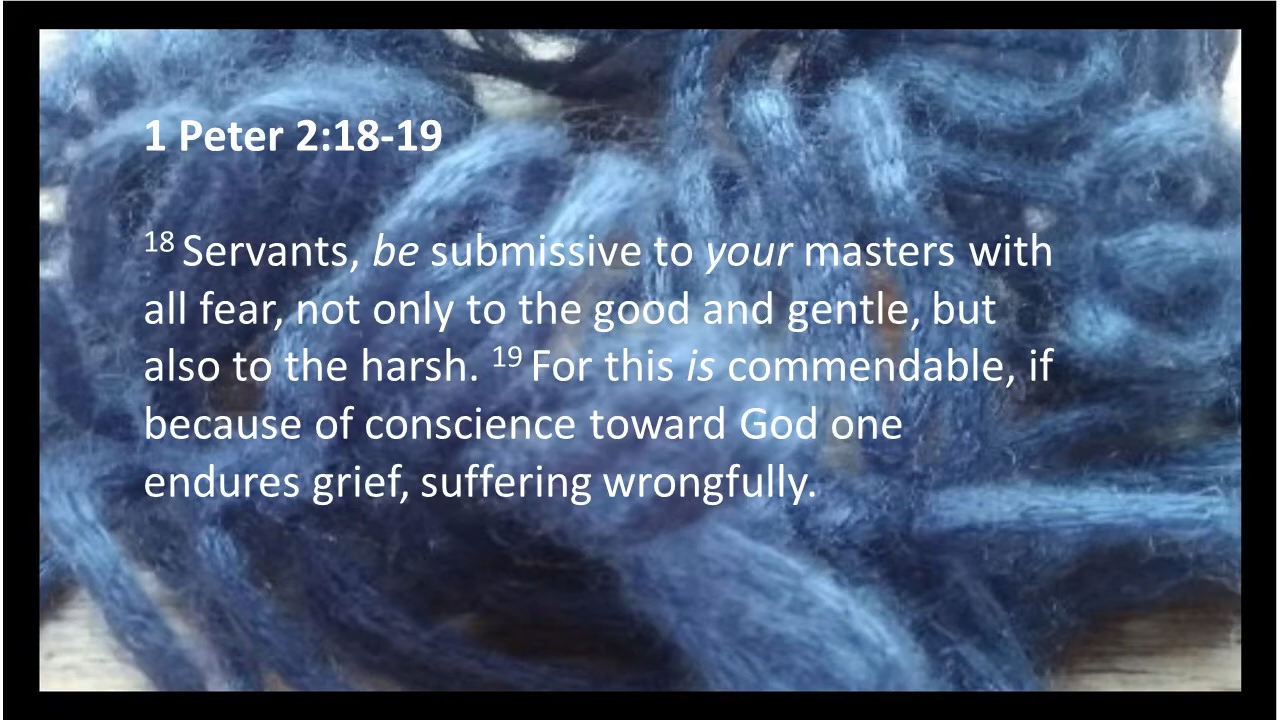 1 Peter 2:18-19
18 Servants, be submissive to your masters with
all fear, not only to the good and gentle, but
also to the harsh. 19 For this is commendable, if
because of conscience toward God one
endures grief, suffering wrongfully.